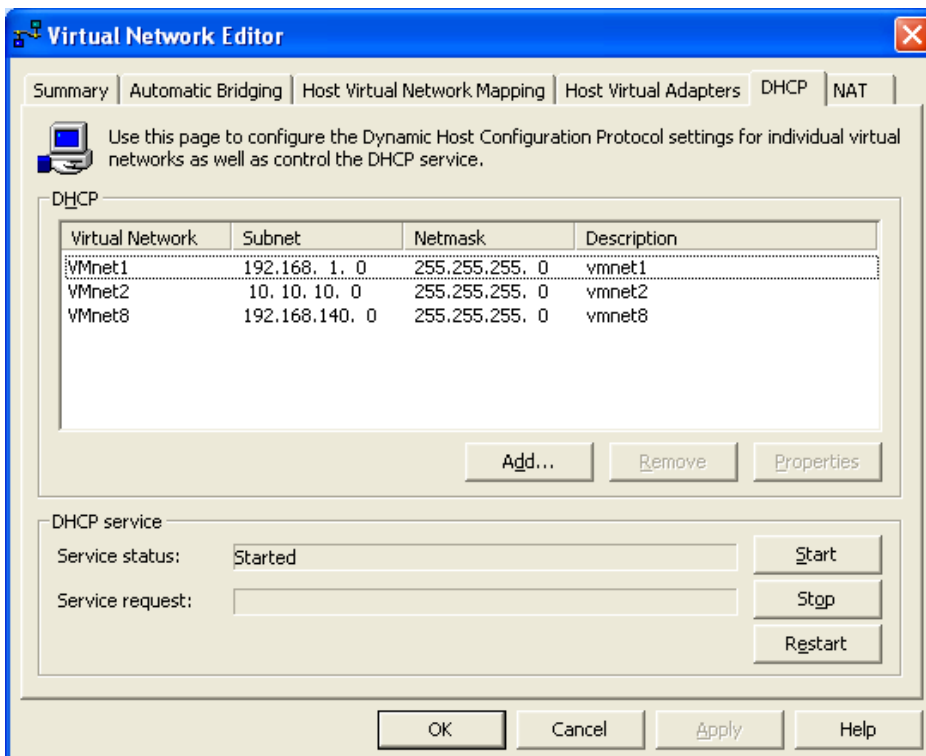 Virtual Network Editor
Summary Automatic Bridging Host Virtual Network Mapping Host Virtual Adapters DHCP NAT
Use this page to configure the Dynamic Host Configuration Protocol settings for individual virtual
networks as well as control the DHCP service.
DHCP
Virtual Network Subnet Netmask Description
VMnet1 192.168. 1. 0 255.255.255. 0 vmnet1
VMnet2 10. 10. 10. 0 255.255.255. 0 vmnet2
VMnet8 192.168.140. 0 255.255.255. 0 vmnet8
Add... Remove Properties
DHCP service
Service status: Started Start
Service request: Stop
Restart
OK Cancel Apply Help